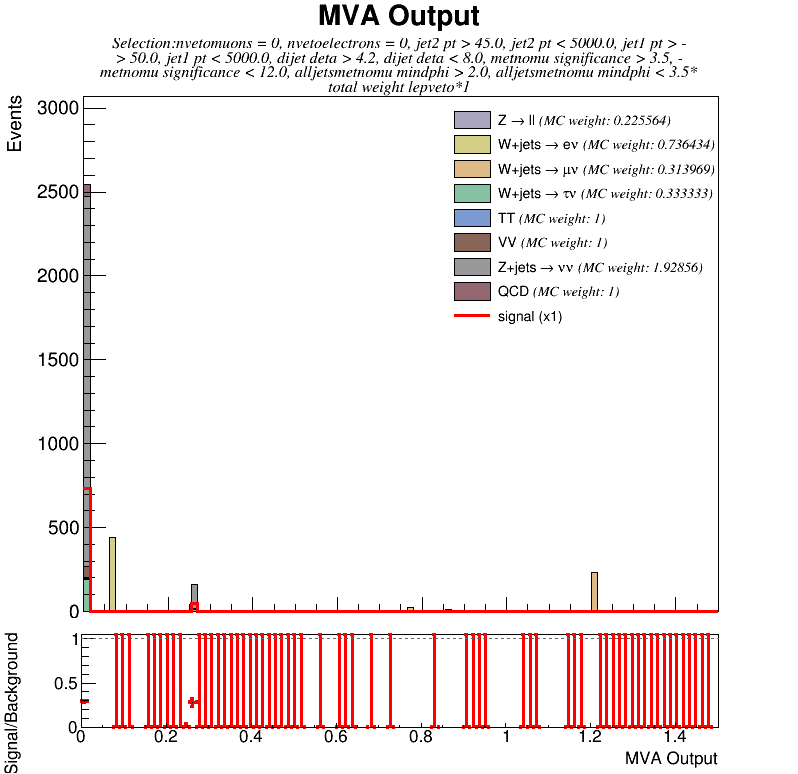 MVA Output
Selection:nvetomuons = 0, nvetoelectrons = 0, jet2 pt > 45.0, jet2 pt < 5000.0, jet1 pt > -
> 50.0, jet1 pt < 5000.0, dijet deta > 4.2, dijet deta < 8.0, metnomu significance > 3.5, -
metnomu significance < 12.0, alljetsmetnomu mindphi > 2.0, alljetsmetnomu mindphi < 3.5*
total weight lepveto*1
Events
3000
2500
2000
1500
1000
500
0
Z → ll (MC weight: 0.225564)
W+jets → eν (MC weight: 0.736434)
W+jets → μν (MC weight: 0.313969)
W+jets → τν (MC weight: 0.333333)
TT (MC weight: 1)
VV (MC weight: 1)
Z+jets → νν (MC weight: 1.92856)
QCD (MC weight: 1)
signal (x1)
Signal/Background
1
0.5
0
0 0.2 0.4 0.6 0.8 1 1.2 1.4
MVA Output